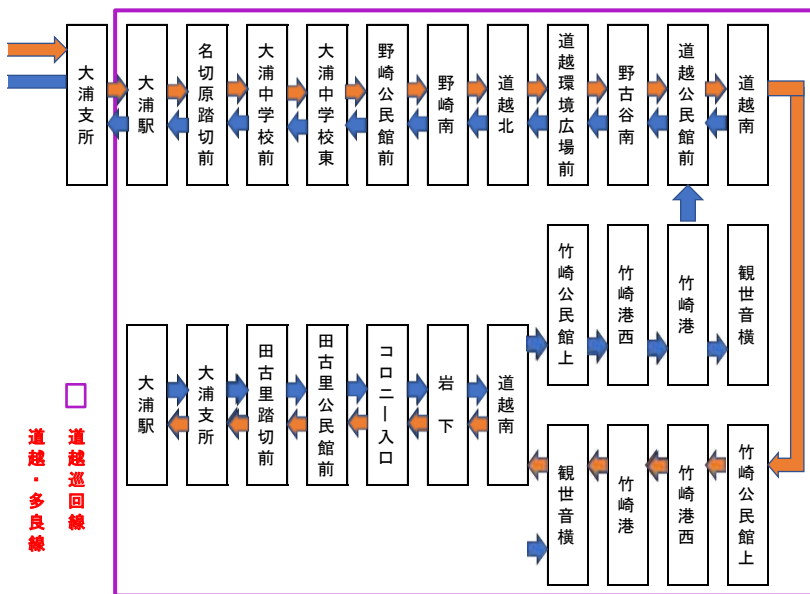 大浦支所
大浦駅
名切原踏切前
大浦中学校前
大浦中学校東
野崎公民館前
野崎南
道越北
道越環境広場前
野古谷南
道越公民館前
道越南
竹崎公民館上
竹崎港西
竹崎港
観世音横
大浦駅
大浦支所
田古里踏切前
田古里公民館前
コロニー入口
岩下
道越南
観世音横
竹崎港
竹崎港西
竹崎公民館上
道越巡回線
道越・多良線